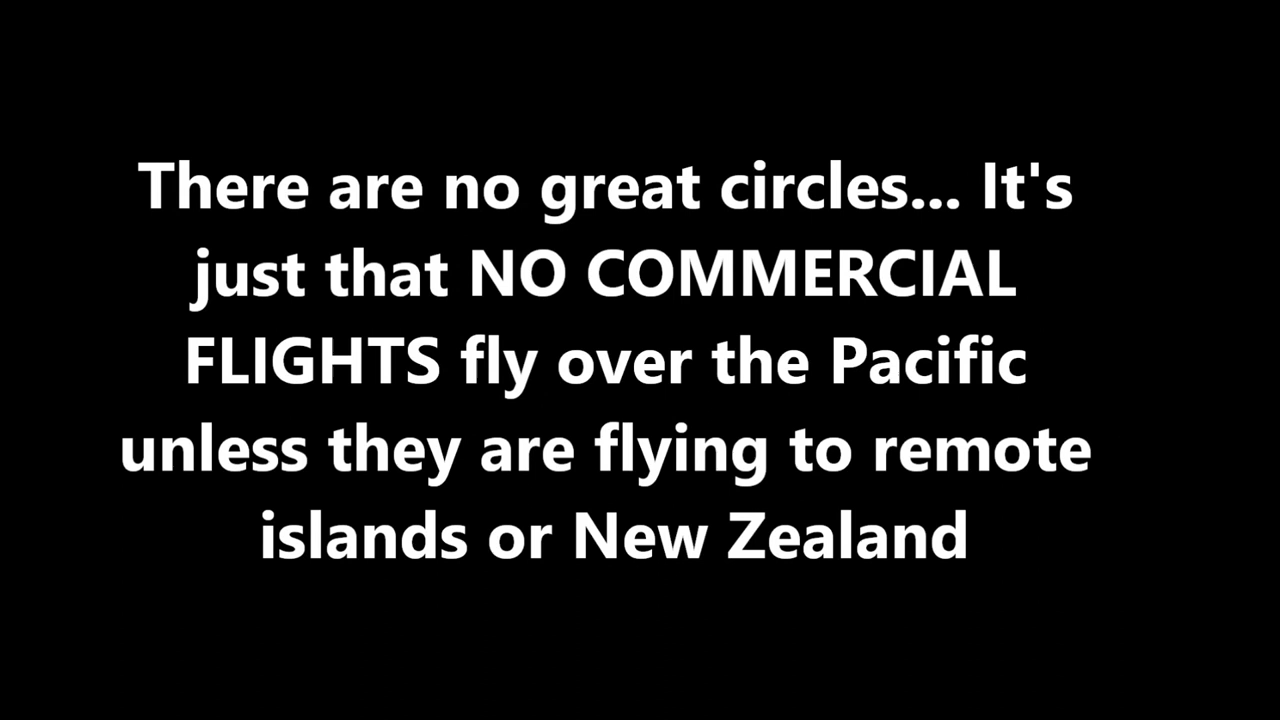 There are no great circles... It's
just that NO COMMERCIAL
FLIGHTS fly over the Pacific
unless they are flying to remote
islands or New Zealand